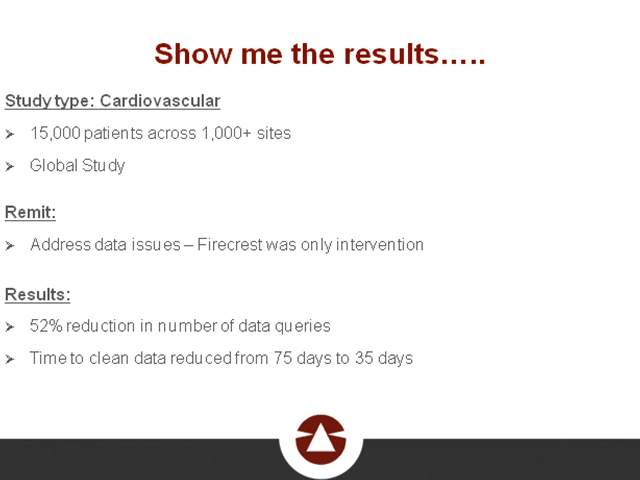 Show me the results…..
Study type: Cardiovascular
➢ 15,000 patients across 1,000+ sites
➢ Global Study
Remit:
➢ Address data issues – Firecrest was only intervention
Results:
➢ 52% reduction in number of data queries
➢ Time to clean data reduced from 75 days to 35 days